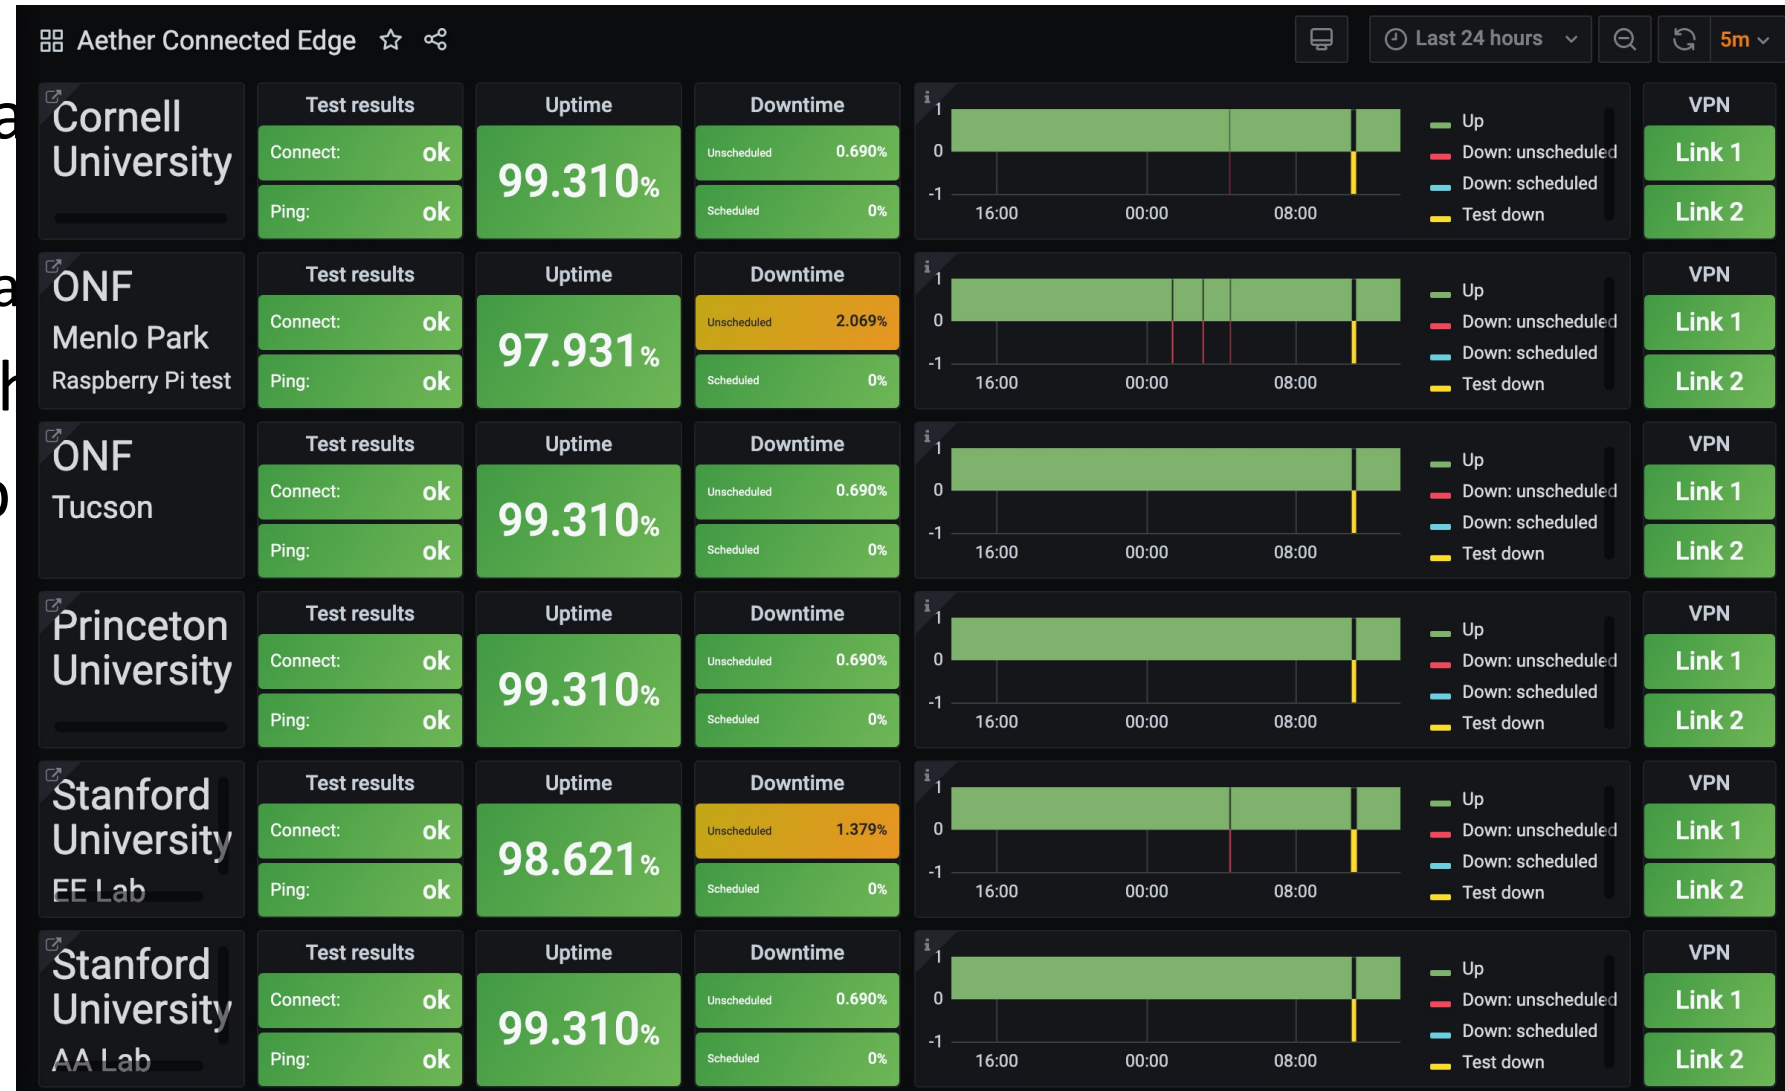 Aether Connected Edge
Last 24 hours
5m
Cornell
University
Test results
Connect: ok
Ping: ok
Uptime
99.310%
Downtime
Unscheduled 0.690%
Scheduled 0%
1
0
-1
16:00 00:00 08:00
Up
Down: unscheduled
Down: scheduled
Test down
VPN
Link 1
Link 2
ONF
Menlo Park
Raspberry Pi test
Test results
Connect: ok
Ping: ok
Uptime
97.931%
Downtime
Unscheduled 2.069%
Scheduled 0%
1
0
-1
16:00 00:00 08:00
Up
Down: unscheduled
Down: scheduled
Test down
VPN
Link 1
Link 2
ONF
Tucson
Test results
Connect: ok
Ping: ok
Uptime
99.310%
Downtime
Unscheduled 0.690%
Scheduled 0%
1
0
-1
16:00 00:00 08:00
Up
Down: unscheduled
Down: scheduled
Test down
VPN
Link 1
Link 2
Princeton
University
Test results
Connect: ok
Ping: ok
Uptime
99.310%
Downtime
Unscheduled 0.690%
Scheduled 0%
1
0
-1
16:00 00:00 08:00
Up
Down: unscheduled
Down: scheduled
Test down
VPN
Link 1
Link 2
Stanford
University
EE Lab
Test results
Connect: ok
Ping: ok
Uptime
98.621%
Downtime
Unscheduled 1.379%
Scheduled 0%
1
0
-1
16:00 00:00 08:00
Up
Down: unscheduled
Down: scheduled
Test down
VPN
Link 1
Link 2
Stanford
University
AA Lab
Test results
Connect: ok
Ping: ok
Uptime
99.310%
Downtime
Unscheduled 0.690%
Scheduled 0%
1
0
-1
16:00 00:00 08:00
Up
Down: unscheduled
Down: scheduled
Test down
VPN
Link 1
Link 2